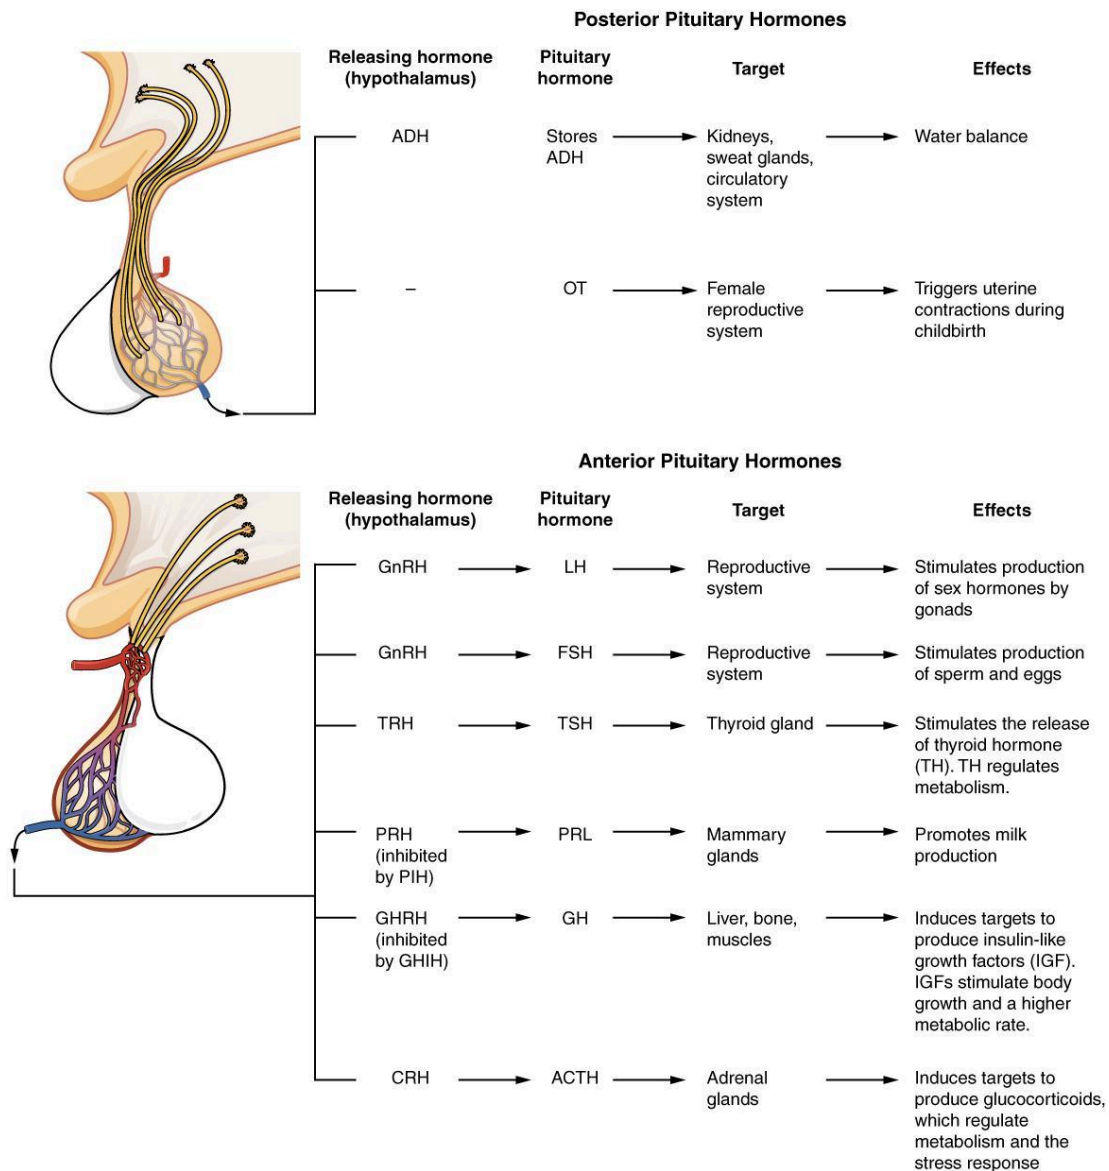 Posterior Pituitary Hormones
Releasing hormone (hypothalamus)
Pituitary hormone
Target
Effects
ADH
Stores ADH
Kidneys, sweat glands, circulatory system
Water balance
–
OT
Female reproductive system
Triggers uterine contractions during childbirth
Anterior Pituitary Hormones
Releasing hormone (hypothalamus)
Pituitary hormone
Target
Effects
GnRH
LH
Reproductive system
Stimulates production of sex hormones by gonads
GnRH
FSH
Reproductive system
Stimulates production of sperm and eggs
TRH
TSH
Thyroid gland
Stimulates the release of thyroid hormone (TH). TH regulates metabolism.
PRH (inhibited by PIH)
PRL
Mammary glands
Promotes milk production
GHRH (inhibited by GHIH)
GH
Liver, bone, muscles
Induces targets to produce insulin-like growth factors (IGF). IGFs stimulate body growth and a higher metabolic rate.
CRH
ACTH
Adrenal glands
Induces targets to produce glucocorticoids, which regulate metabolism and the stress response